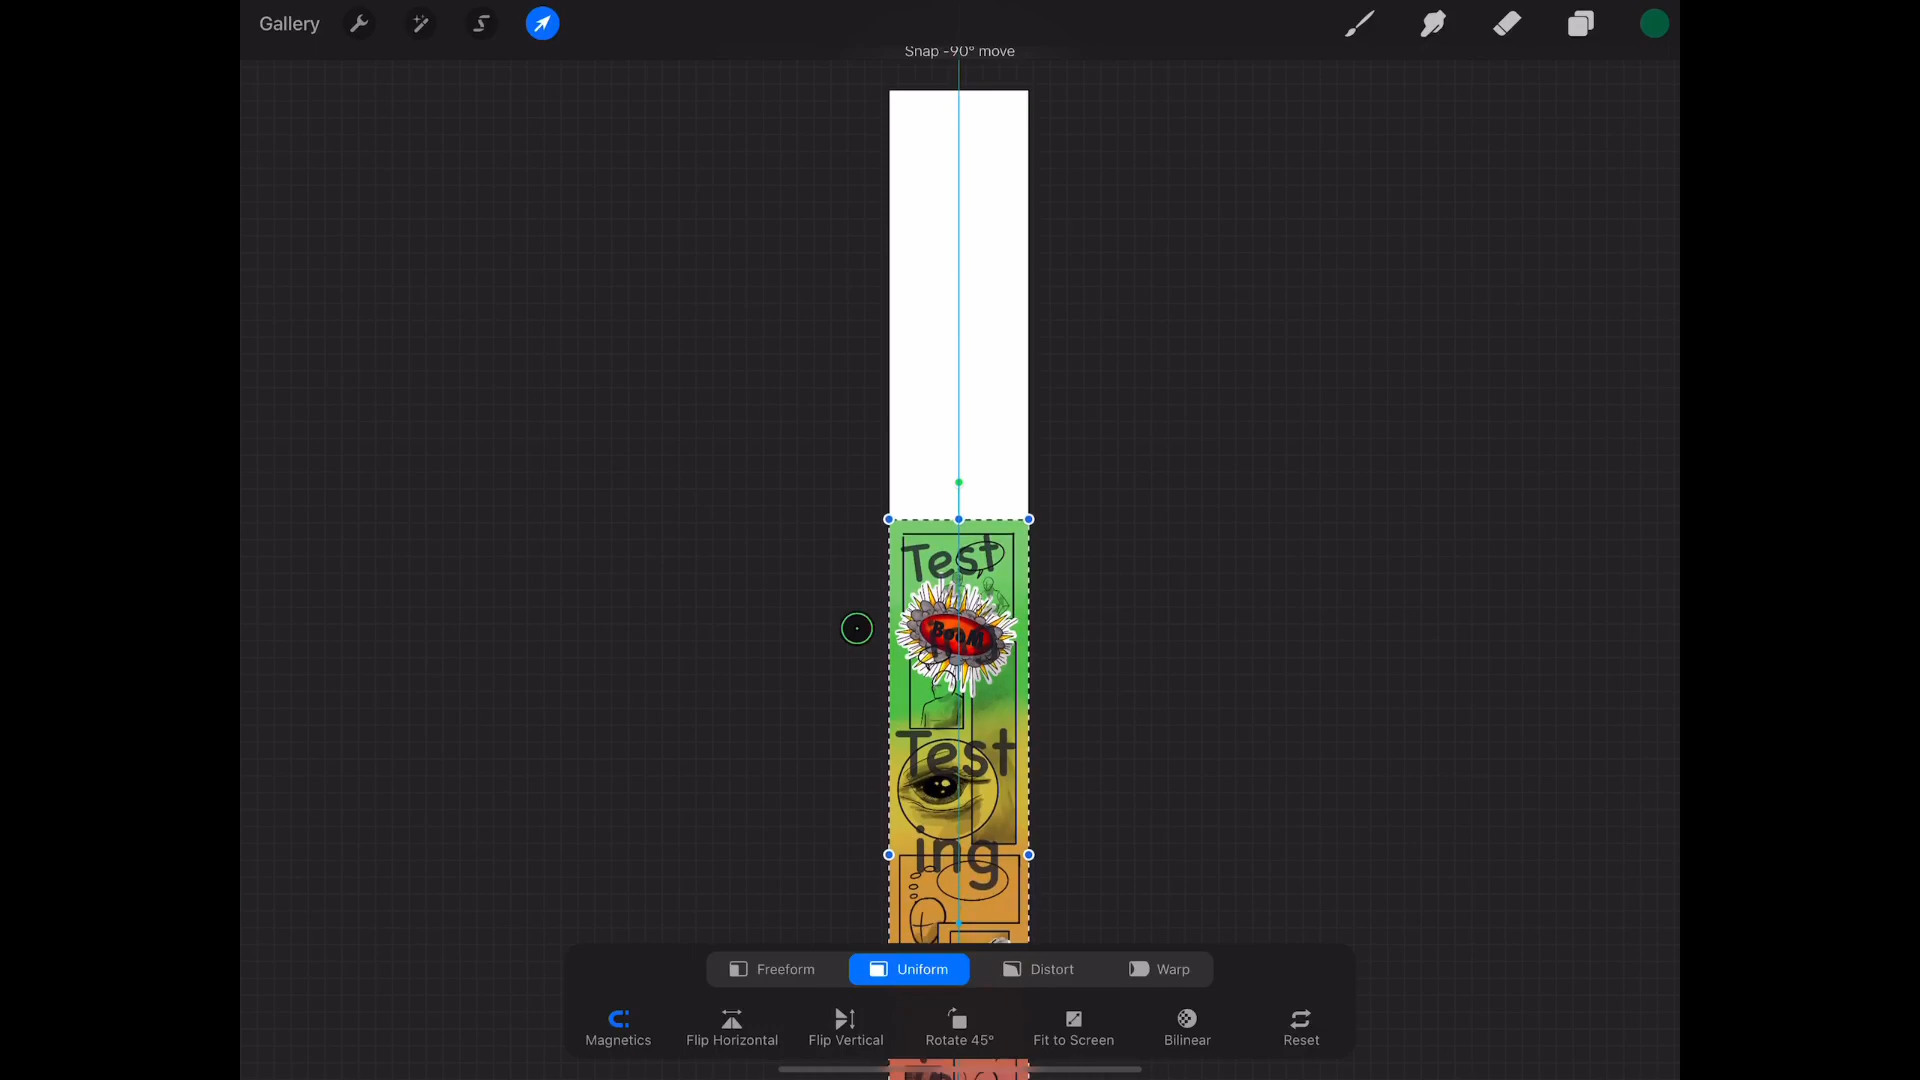 Gallery
Snap -90° move
Test
BooM
Test
ing
Freeform
Uniform
Distort
Warp
Magnetics
Flip Horizontal
Flip Vertical
Rotate 45°
Fit to Screen
Bilinear
Reset